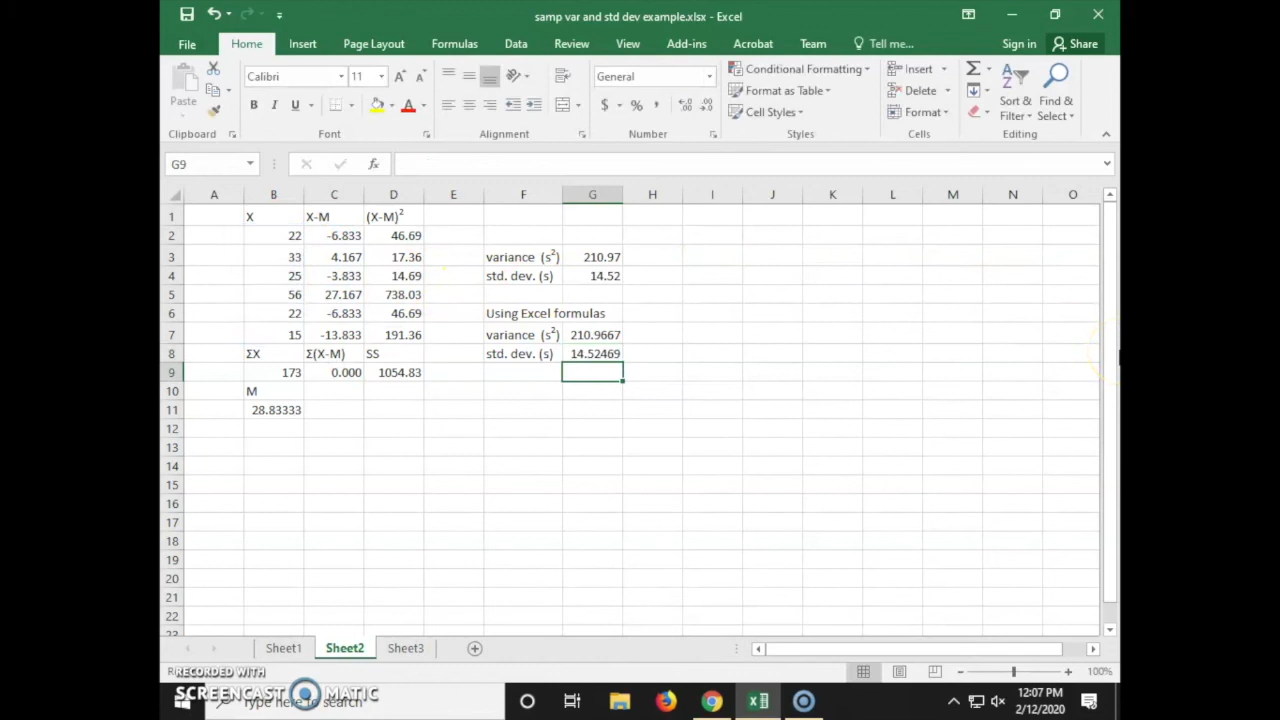 samp var and std dev example.xlsx - Excel
File Home Insert Page Layout Formulas Data Review View Add-ins Acrobat Team Tell me... Sign in Share
Paste
Calibri 11
B I U
A A A
General
$ % ,
Conditional Formatting
Format as Table
Cell Styles
Insert
Delete
Format
Sort & Filter
Find & Select
Clipboard Font Alignment Number Styles Cells Editing
G9 fx
A B C D E F G H I J K L M N O
1 X X-M (X-M)²
2 22 -6.833 46.69
3 33 4.167 17.36 variance (s²) 210.97
4 25 -3.833 14.69 std. dev. (s) 14.52
5 56 27.167 738.03
6 22 -6.833 46.69 Using Excel formulas
7 15 -13.833 191.36 variance (s²) 210.9667
8 ΣX Σ(X-M) SS std. dev. (s) 14.52469
9 173 0.000 1054.83
10 M
11 28.83333
12
13
14
15
16
17
18
19
20
21
22
23
Sheet1 Sheet2 Sheet3
100%
RECORDED WITH
SCREENCAST MATIC
here to search
12:07 PM
2/12/2020